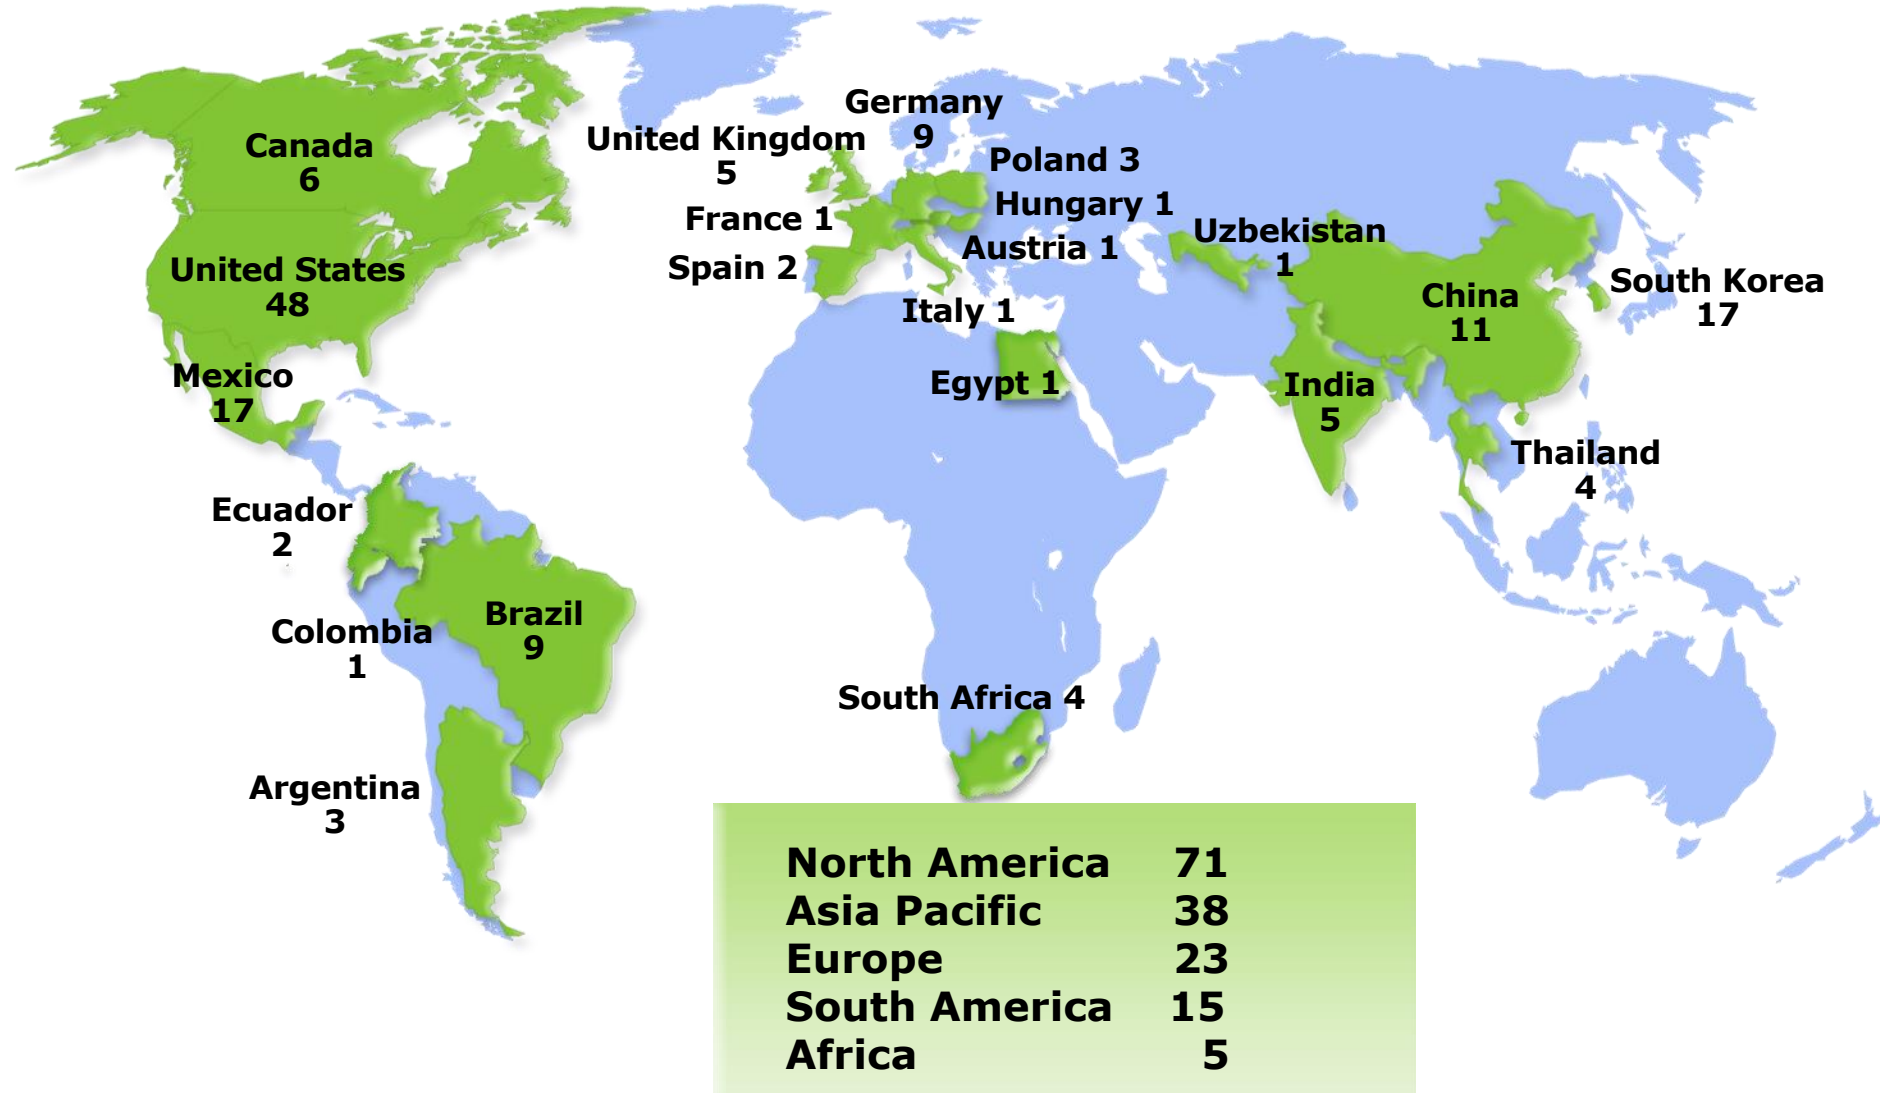 Canada
6
United States
48
Mexico
17
Ecuador
2
Colombia
1
Brazil
9
Argentina
3
Germany
9
United Kingdom
5
Poland 3
Hungary 1
France 1
Austria 1
Spain 2
Italy 1
Egypt 1
South Africa 4
Uzbekistan
1
China
11
South Korea
17
India
5
Thailand
4
North America 71
Asia Pacific 38
Europe 23
South America 15
Africa 5